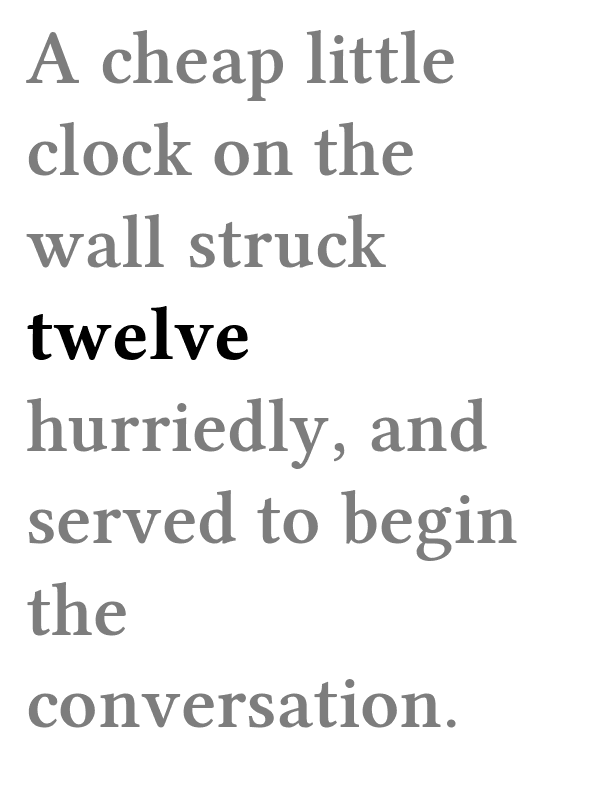 A cheap little
clock on the
wall struck
twelve
hurriedly, and
served to begin
the
conversation.